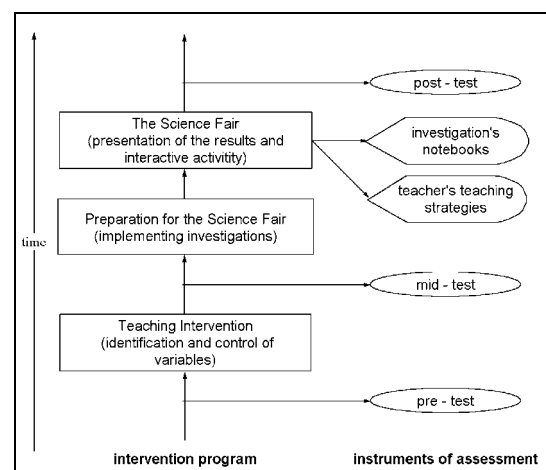 post - test
The Science Fair
(presentation of the results and
interactive activitity)
investigation's
notebooks
teacher's teaching
strategies
Preparation for the Science Fair
(implementing investigations)
time
mid - test
Teaching Intervention
(identification and control of
variables)
pre - test
intervention program
instruments of assessment